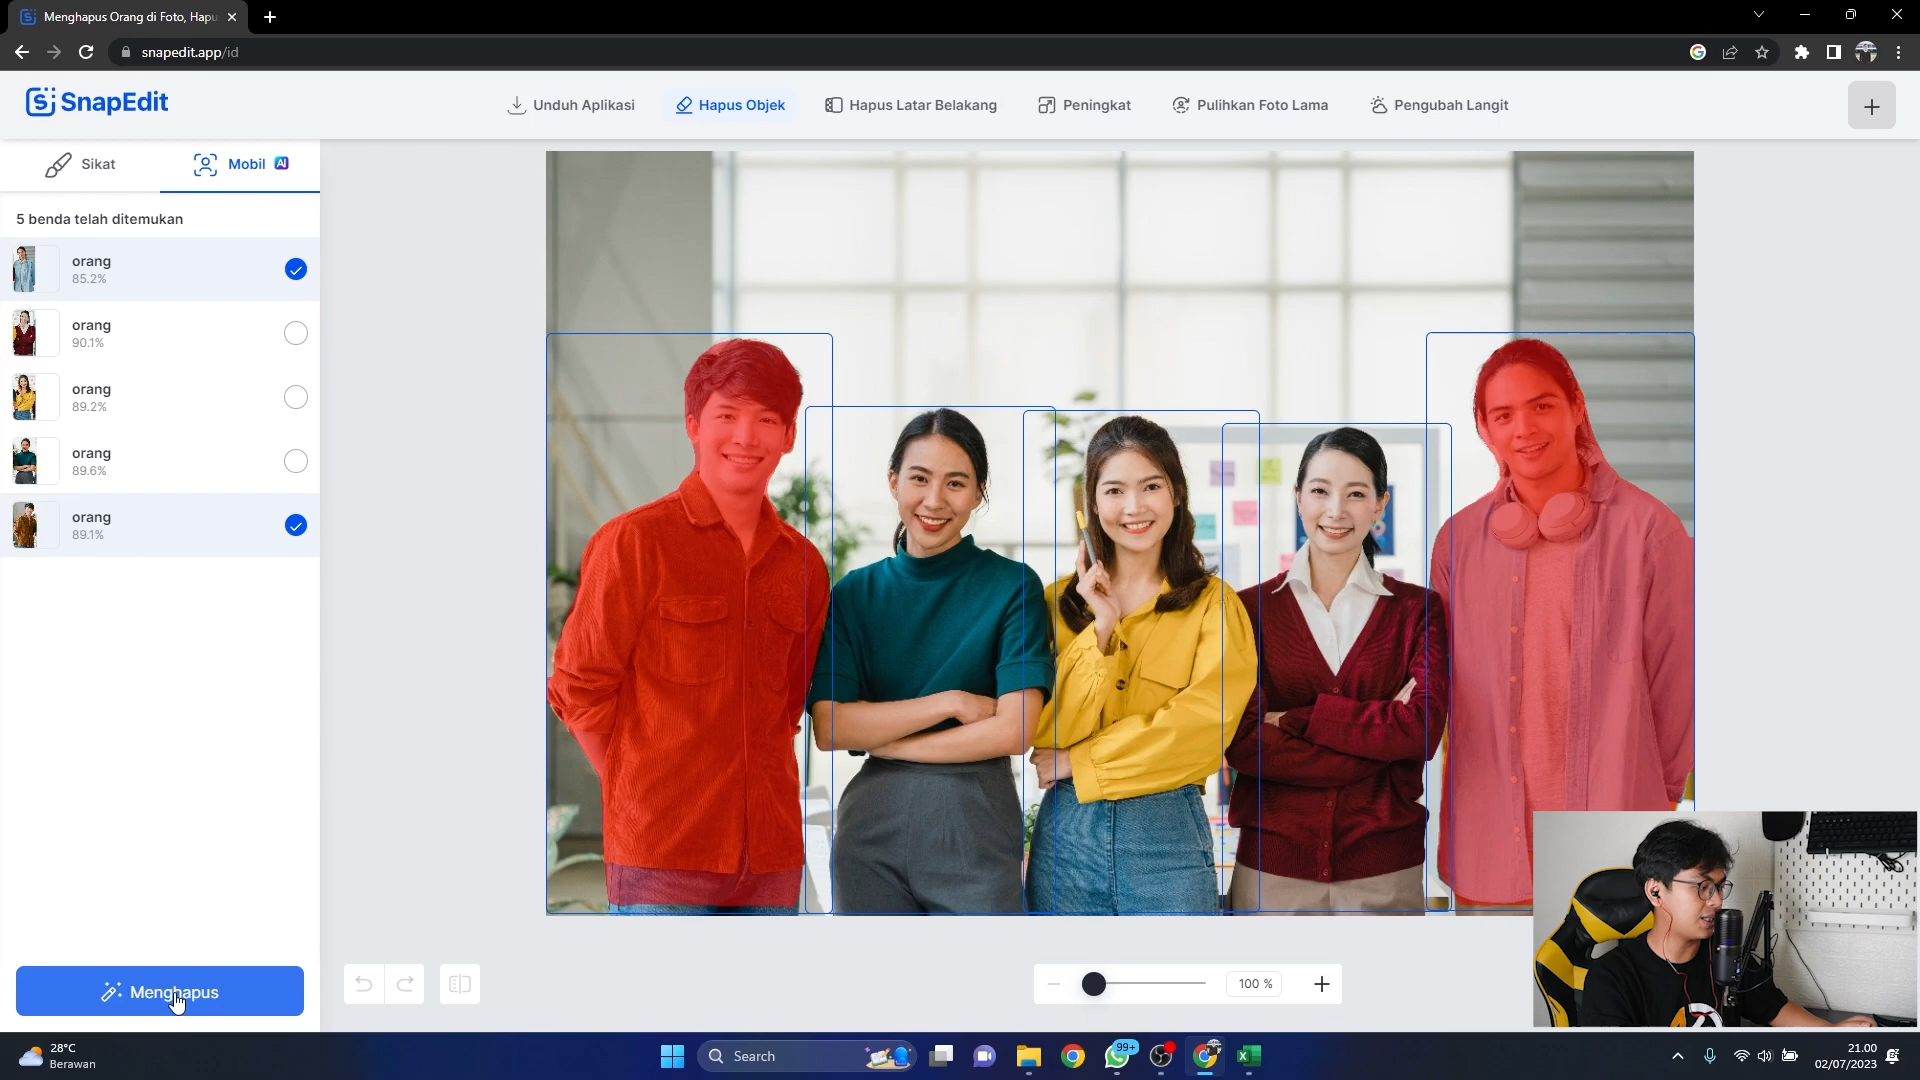 Menghapus Orang di Foto, Hapu
snapedit.app/id
SnapEdit
Unduh Aplikasi
Hapus Objek
Hapus Latar Belakang
Peningkat
Pulihkan Foto Lama
Pengubah Langit
Sikat
Mobil AI
5 benda telah ditemukan
orang
85.2%
orang
90.1%
orang
89.2%
orang
89.6%
orang
89.1%
Menghapus
100 %
28°C
Berawan
Search
99+
21.00
02/07/2023